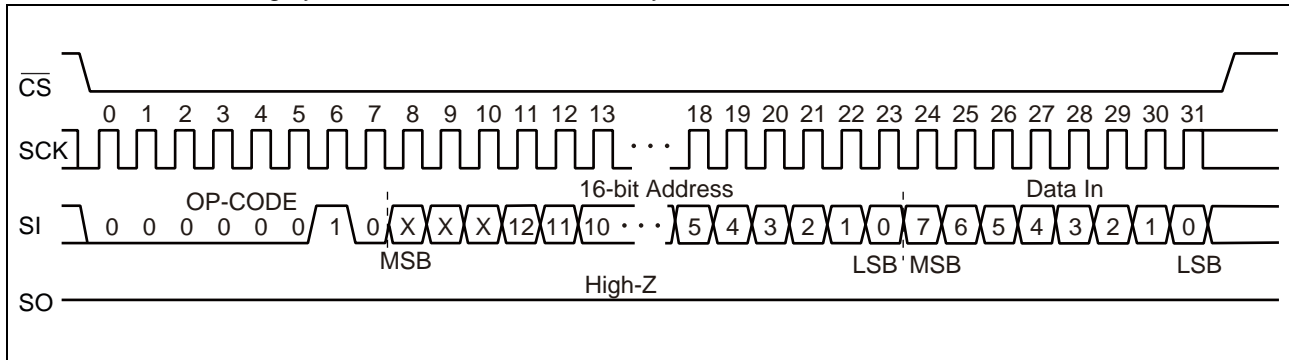 CS
0 1 2 3 4 5 6 7 8 9 10 11 12 13 18 19 20 21 22 23 24 25 26 27 28 29 30 31
SCK ···
OP-CODE 16-bit Address Data In
SI 0 0 0 0 0 0 1 0 X X X 12 11 10 ··· 5 4 3 2 1 0 7 6 5 4 3 2 1 0
MSB LSB MSB LSB
High-Z
SO